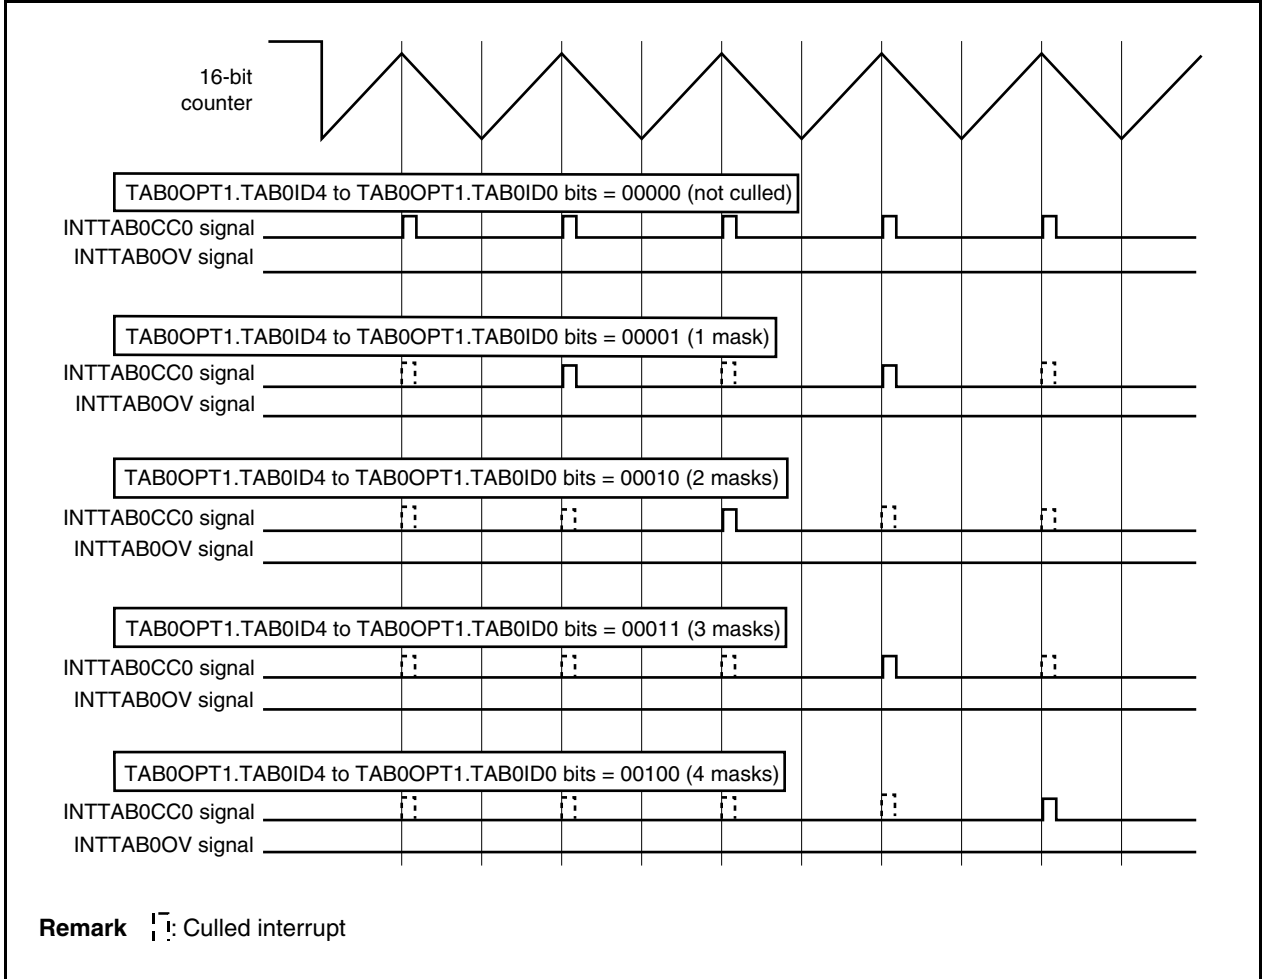 16-bit
counter
TAB0OPT1.TAB0ID4 to TAB0OPT1.TAB0ID0 bits = 00000 (not culled)
INTTAB0CC0 signal
INTTAB0OV signal
TAB0OPT1.TAB0ID4 to TAB0OPT1.TAB0ID0 bits = 00001 (1 mask)
INTTAB0CC0 signal
INTTAB0OV signal
TAB0OPT1.TAB0ID4 to TAB0OPT1.TAB0ID0 bits = 00010 (2 masks)
INTTAB0CC0 signal
INTTAB0OV signal
TAB0OPT1.TAB0ID4 to TAB0OPT1.TAB0ID0 bits = 00011 (3 masks)
INTTAB0CC0 signal
INTTAB0OV signal
TAB0OPT1.TAB0ID4 to TAB0OPT1.TAB0ID0 bits = 00100 (4 masks)
INTTAB0CC0 signal
INTTAB0OV signal
Remark : Culled interrupt